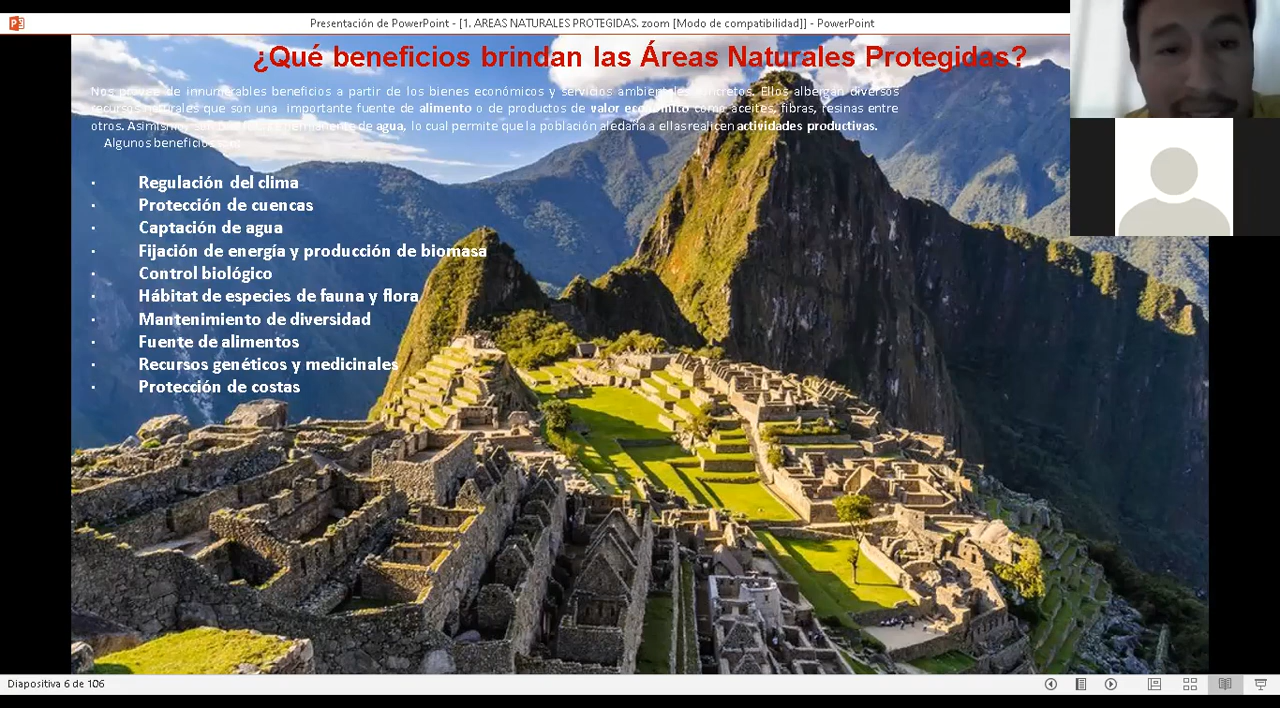 Presentación de PowerPoint - [1. AREAS NATURALES PROTEGIDAS. zoom [Modo de compatibilidad]] - PowerPoint
¿Qué beneficios brindan las Áreas Naturales Protegidas?
Nos provee de innumerables beneficios a partir de los bienes económicos y servicios ambientales concretos. Ellos albergan diversos
recursos naturales que son una importante fuente de alimento o de productos de valor económico como aceites, fibras, resinas entre
otros. Asimismo, de agua, lo cual permite que la población aledaña a ellas realicen actividades productivas.
Algunos beneficios son:
· Regulación del clima
· Protección de cuencas
· Captación de agua
· Fijación de energía y producción de biomasa
· Control biológico
· Hábitat de especies de fauna y flora
· Mantenimiento de diversidad
· Fuente de alimentos
· Recursos genéticos y medicinales
· Protección de costas
Diapositiva 6 de 106